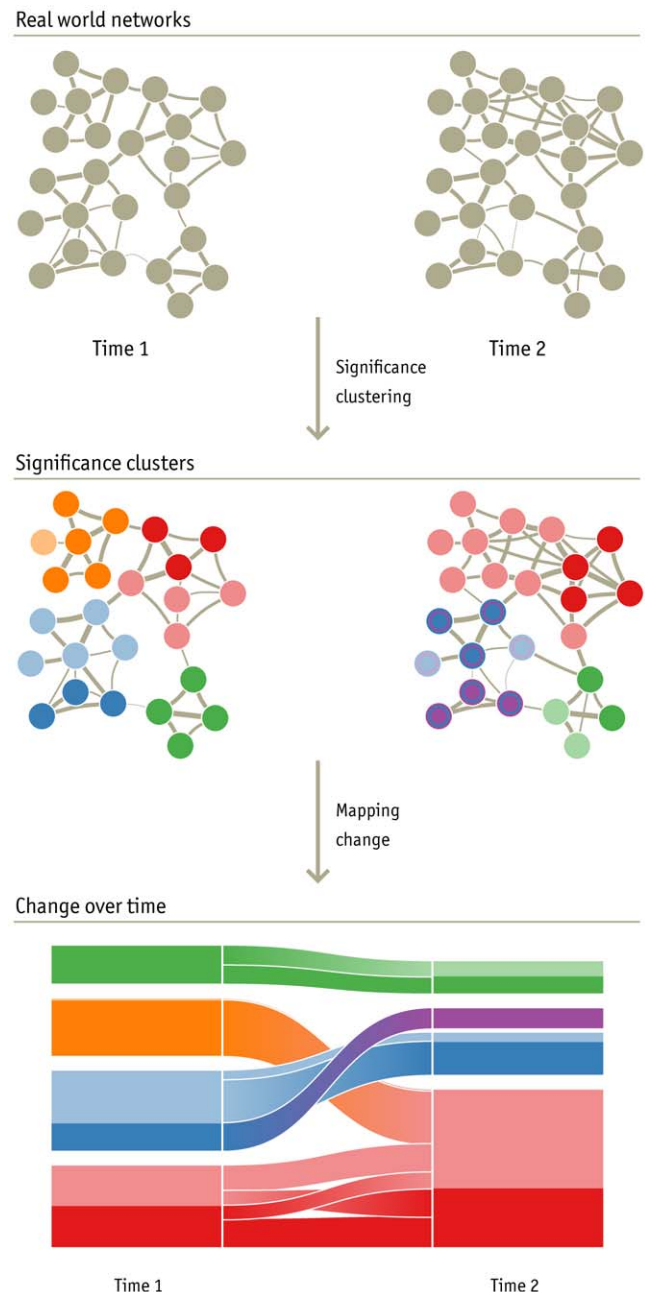 Real world networks
Time 1
Time 2
Significance
clustering
Significance clusters
Mapping
change
Change over time
Time 1
Time 2